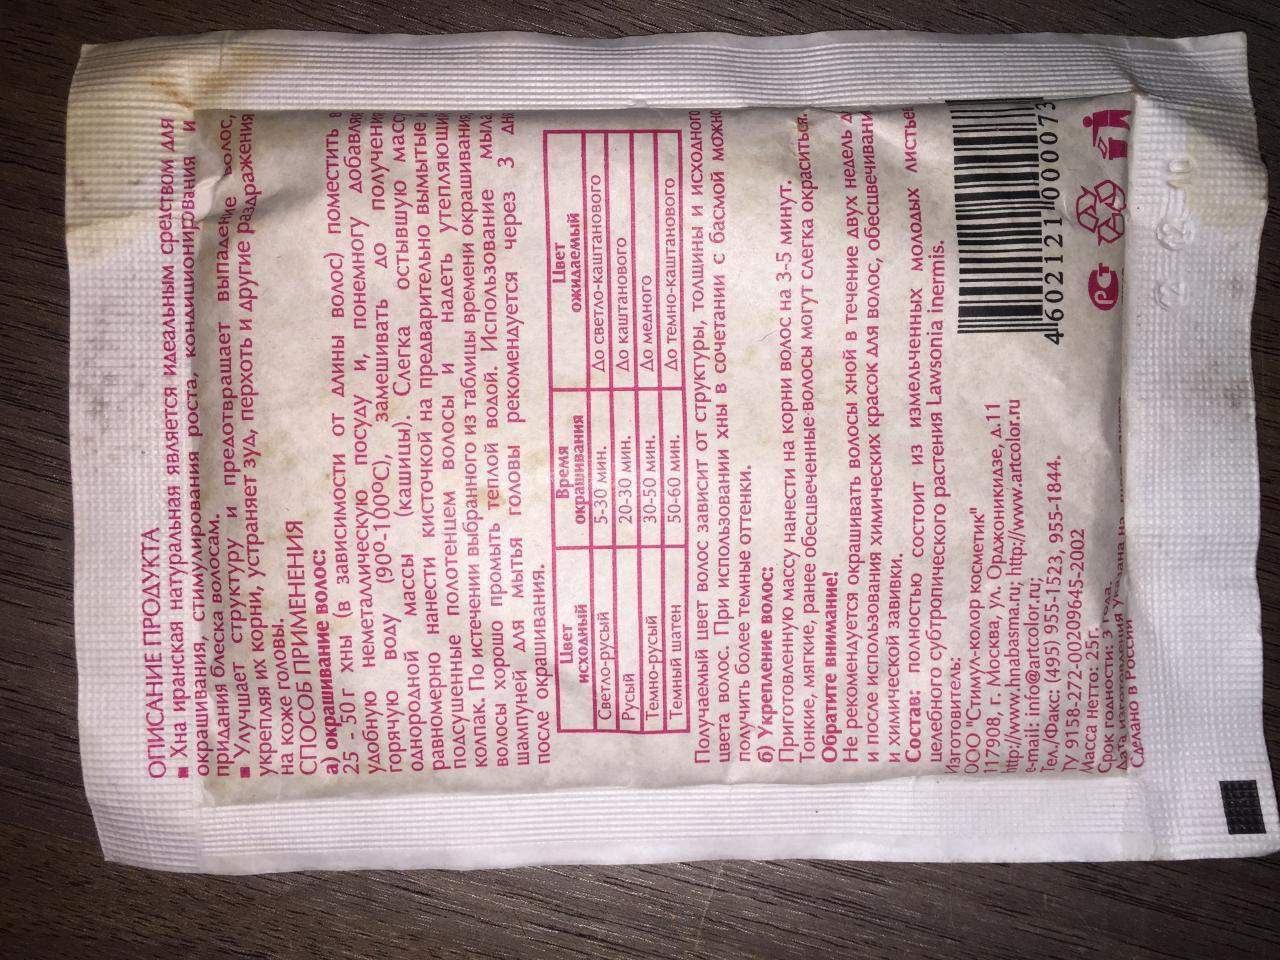 ОПИСАНИЕ ПРОДУКТА
▪ Хна иранская натуральная является идеальным средством для
окрашивания, стимулирования роста, кондиционирования и
придания блеска волосам.
▪ Улучшает структуру и предотвращает выпадение волос,
укрепляя их корни, устраняет зуд, перхоть и другие раздражения
на коже головы.
СПОСОБ ПРИМЕНЕНИЯ
а) окрашивание волос:
25 - 50 г хны (в зависимости от длины волос) поместить в
удобную неметаллическую посуду и, понемногу добавляя
горячую воду (90º-100ºС), замешивать до получения
однородной массы (кашицы). Слегка остывшую масс
равномерно нанести кисточкой на предварительно вымытые и
подсушенные полотенцем волосы и надеть утепляющи
колпак. По истечении выбранного из таблицы времени окрашивания
волосы хорошо промыть теплой водой. Использование мыла
шампуней для мытья головы рекомендуется через 3 дн
после окрашивания.
Цвет исходный | Время окрашивания | Цвет ожидаемый
Светло-русый | 5-30 мин. | До светло-каштанового
Русый | 20-30 мин. | До каштанового
Темно-русый | 30-50 мин. | До медного
Темный шатен | 50-60 мин. | До темно-каштанового
Получаемый цвет волос зависит от структуры, толщины и исходного
цвета волос. При использовании хны в сочетании с басмой можно
получить более темные оттенки.
б) Укрепление волос:
Приготовленную массу нанести на корни волос на 3-5 минут.
Тонкие, мягкие, ранее обесцвеченные волосы могут слегка окраситься.
Обратите внимание!
Не рекомендуется окрашивать волосы хной в течение двух недель д
и после использования химических красок для волос, обесцвечивани
и химической завивки.
Состав: полностью состоит из измельченных молодых листьев
целебного субтропического растения Lawsonia inermis.
Изготовитель:
ООО "Стимул-колор косметик"
117908, г. Москва, ул. Орджоникидзе, д.11
http://www.hnabasma.ru; http://www.artcolor.ru
e-mail: info@artcolor.ru;
Тел./Факс: (495) 955-1523, 955-1844.
ТУ 9158-272-00209645-2002
Масса нетто: 25г.
Срок годности: 3 года.
Дата изготовления указана на
Сделано в России
4 602121 000073
РСТ